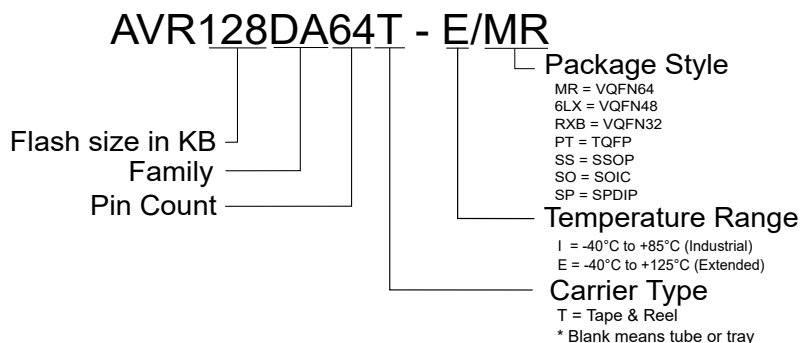 AVR128DA64T - E/MR
Package Style
MR = VQFN64
6LX = VQFN48
RXB = VQFN32
PT = TQFP
SS = SSOP
SO = SOIC
SP = SPDIP
Flash size in KB
Family
Pin Count
Temperature Range
I = -40°C to +85°C (Industrial)
E = -40°C to +125°C (Extended)
Carrier Type
T = Tape & Reel
* Blank means tube or tray